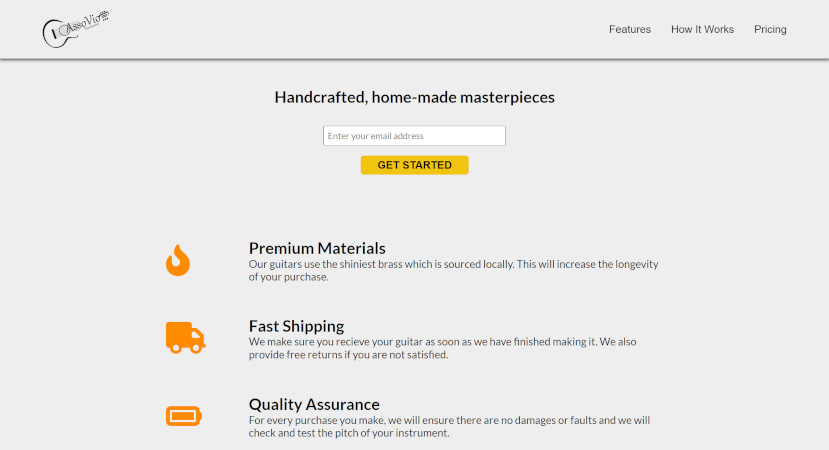 AssoVio
Features
How It Works
Pricing
Handcrafted, home-made masterpieces
Enter your email address
GET STARTED
Premium Materials
Our guitars use the shiniest brass which is sourced locally. This will increase the longevity
of your purchase.
Fast Shipping
We make sure you recieve your guitar as soon as we have finished making it. We also
provide free returns if you are not satisfied.
Quality Assurance
For every purchase you make, we will ensure there are no damages or faults and we will
check and test the pitch of your instrument.